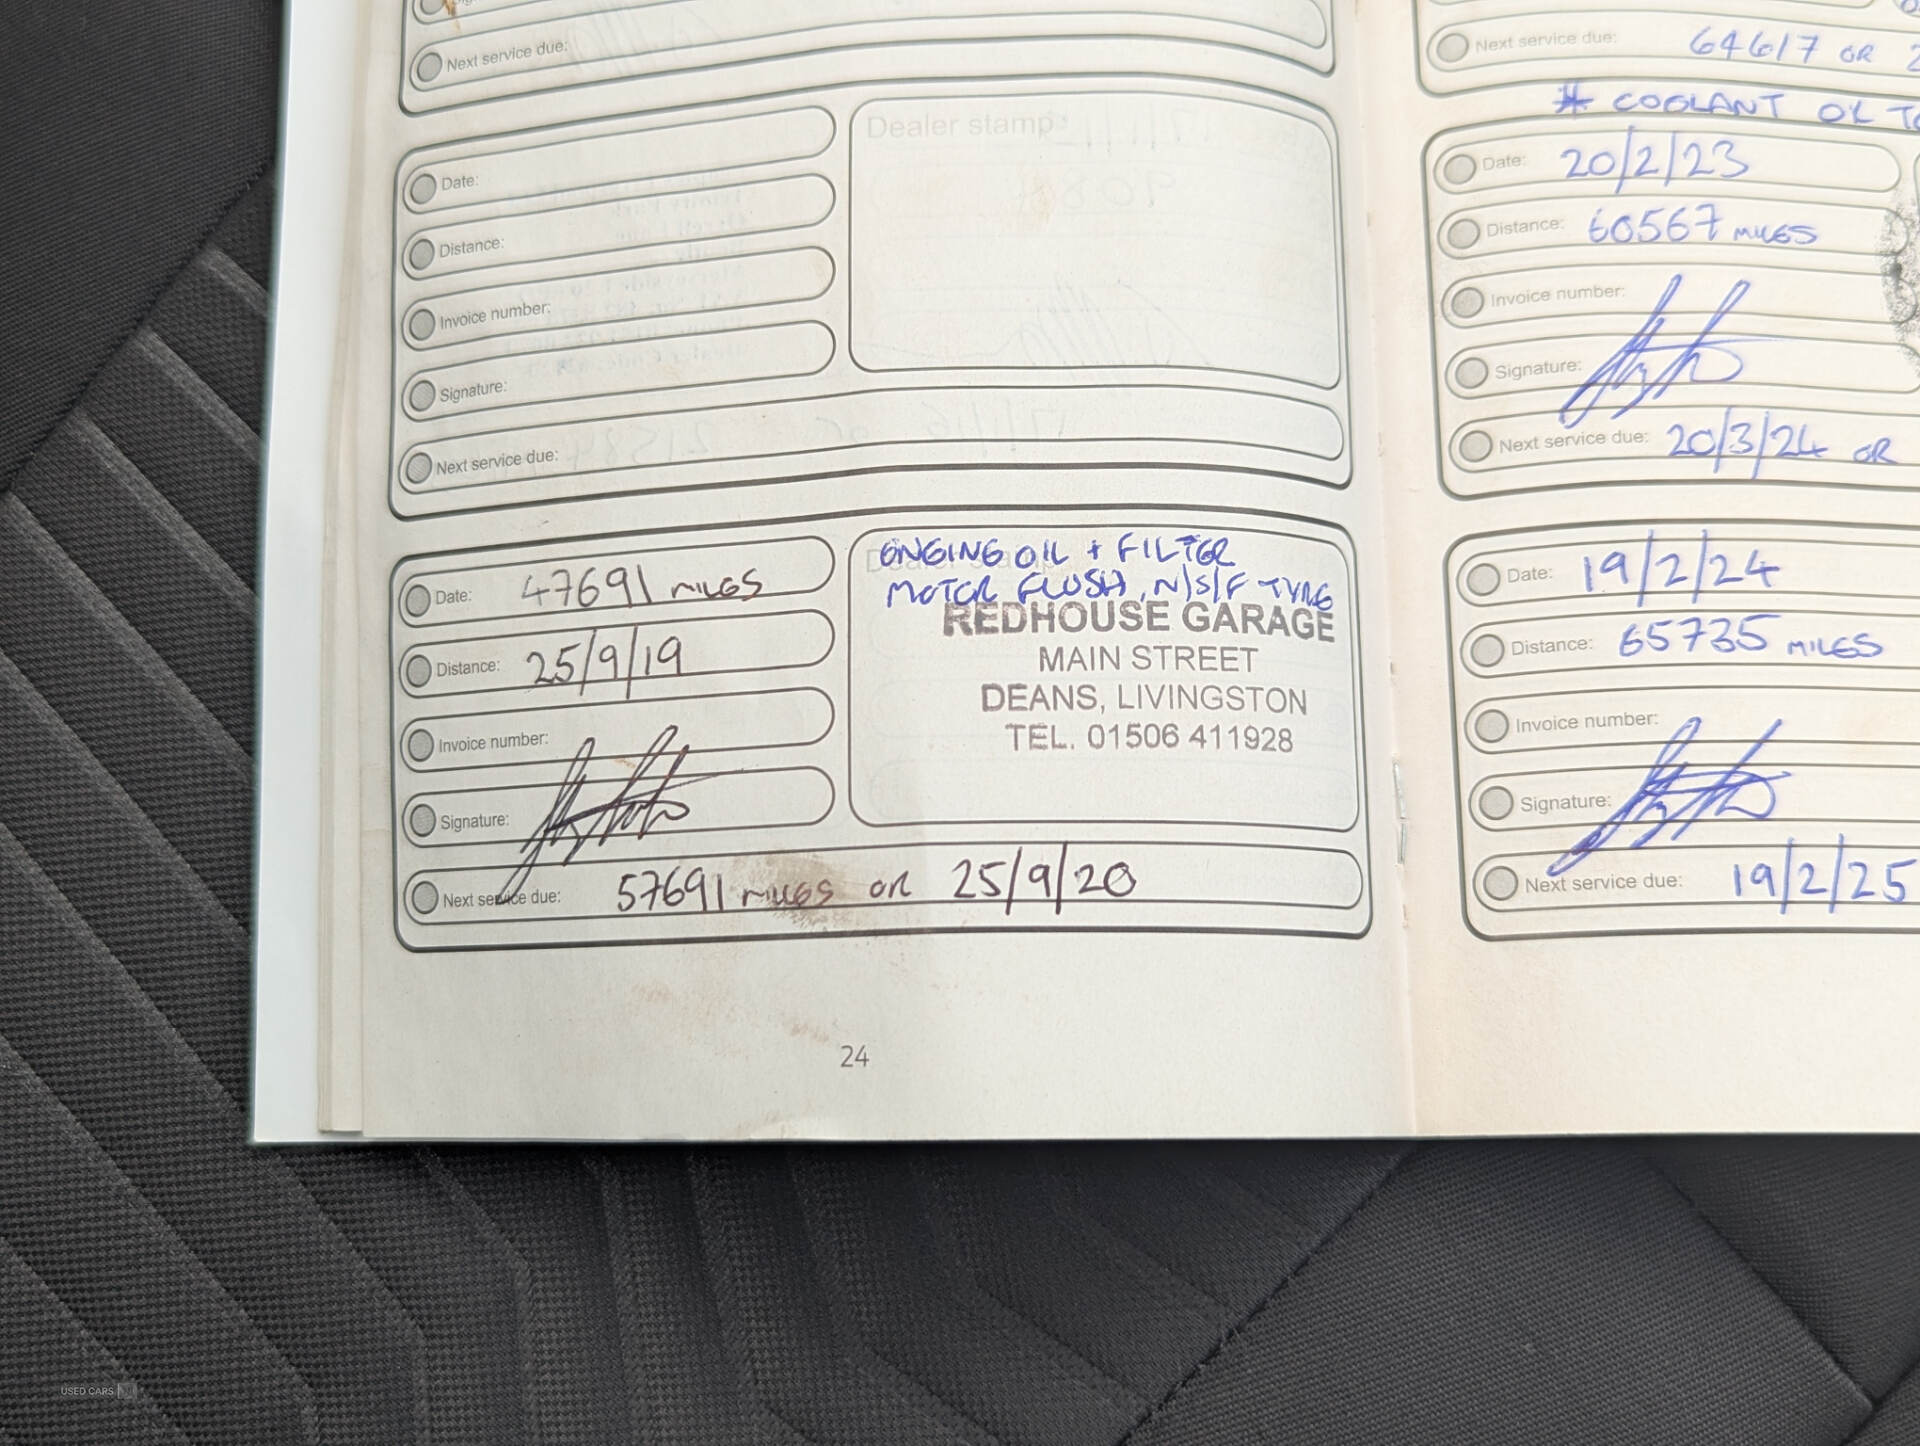 Next service due:
Date:
Dealer stamp:
Distance:
Invoice number:
Signature:
Next service due:
Date: 47691 MILES
Distance: 25/9/19
Invoice number:
Signature:
ENGINE OIL + FILTER
MOTOR FLUSH, N/S/F TYRE
REDHOUSE GARAGE
MAIN STREET
DEANS, LIVINGSTON
TEL. 01506 411928
Next service due: 57691 MILES OR 25/9/20
24
Next service due: 64617 OR
* COOLANT OK
Date: 20/2/23
Distance: 60567 MILES
Invoice number:
Signature:
Next service due: 20/3/24 OR
Date: 19/2/24
Distance: 65735 MILES
Invoice number:
Signature:
Next service due: 19/2/25
USED CARS NI